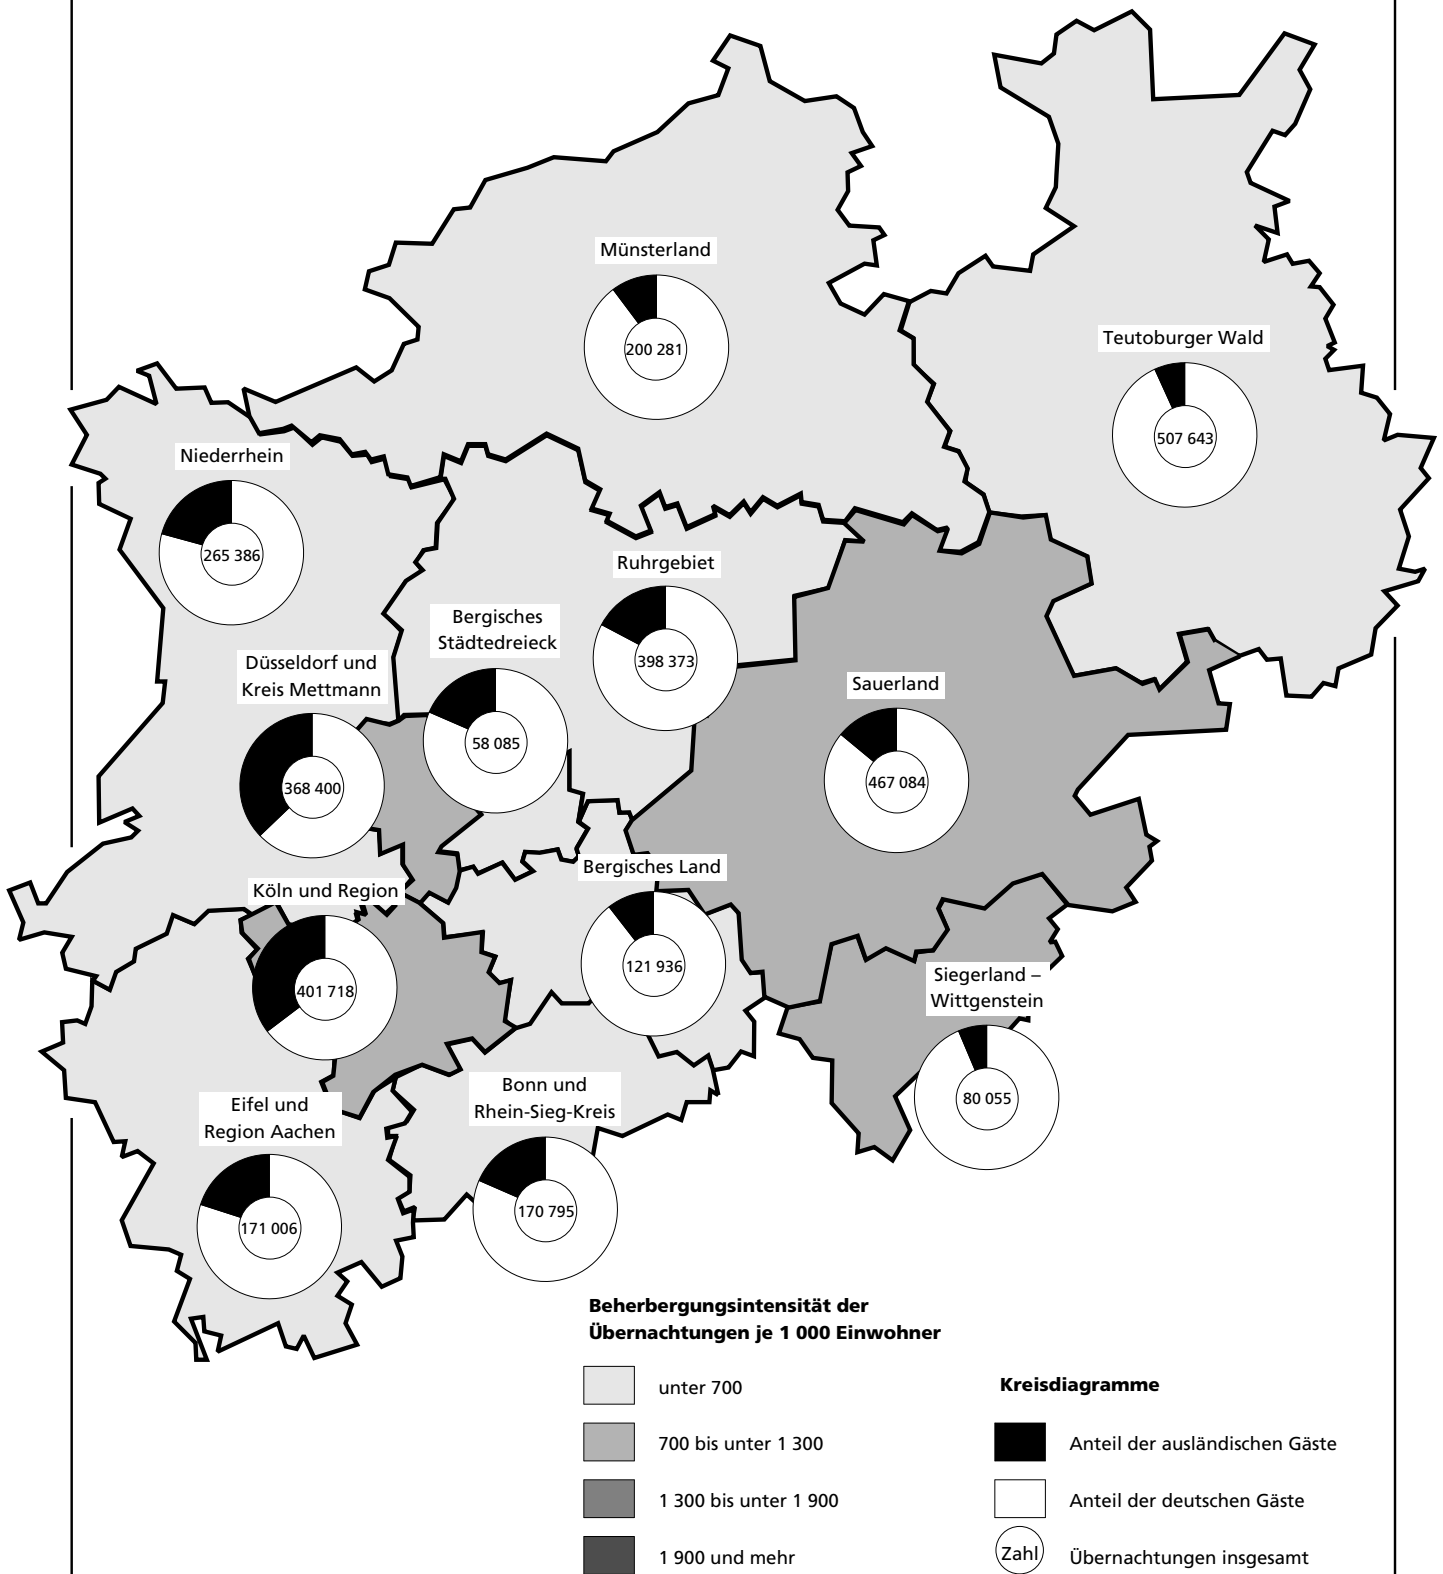 Münsterland
200 281
Teutoburger Wald
507 643
Niederrhein
265 386
Ruhrgebiet
398 373
Bergisches
Städtedreieck
58 085
Düsseldorf und
Kreis Mettmann
368 400
Sauerland
467 084
Bergisches Land
121 936
Köln und Region
401 718
Siegerland –
Wittgenstein
80 055
Bonn und
Rhein-Sieg-Kreis
170 795
Eifel und
Region Aachen
171 006
Beherbergungsintensität der
Übernachtungen je 1 000 Einwohner
unter 700
700 bis unter 1 300
1 300 bis unter 1 900
1 900 und mehr
Kreisdiagramme
Anteil der ausländischen Gäste
Anteil der deutschen Gäste
Zahl
Übernachtungen insgesamt